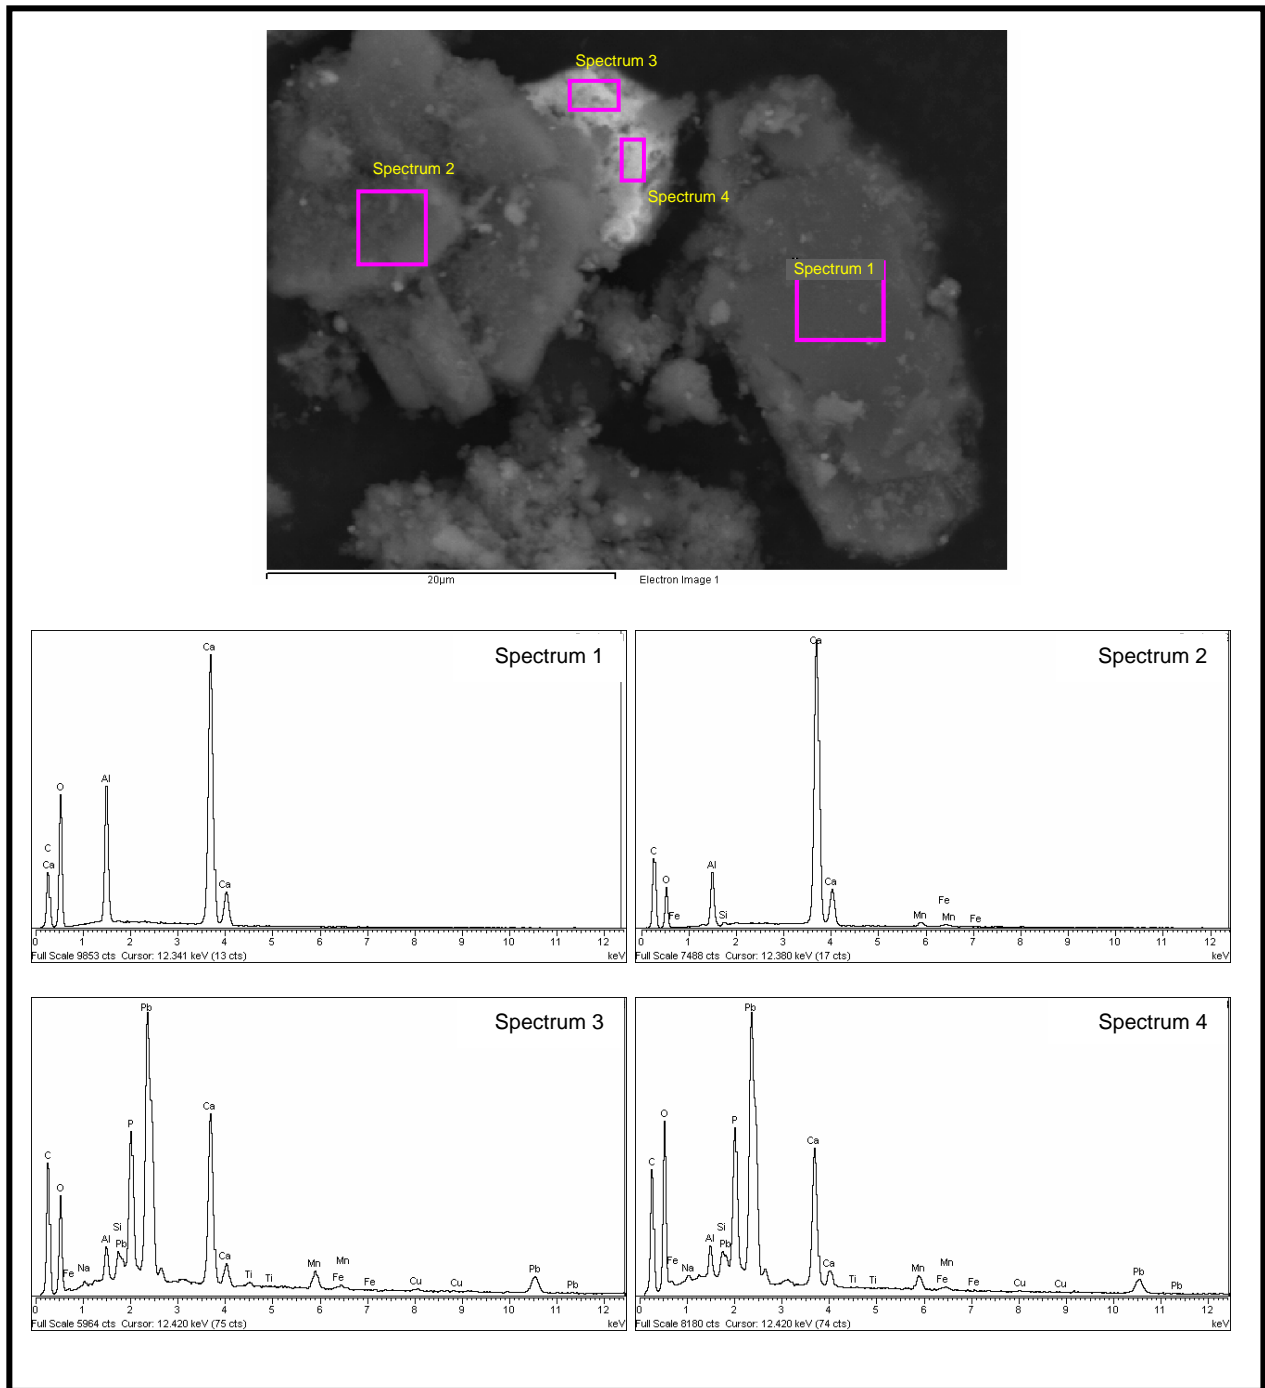 Spectrum 3
Spectrum 2
Spectrum 4
Spectrum 1
20µm Electron Image 1
Spectrum 1
Ca
Al
O
C
Ca
Ca
0 1 2 3 4 5 6 7 8 9 10 11 12
Full Scale 9853 cts Cursor: 12.341 keV (13 cts) keV
Spectrum 2
Ca
C
Al
O
Ca
Fe
Fe Si Mn Mn Fe
0 1 2 3 4 5 6 7 8 9 10 11 12
Full Scale 7488 cts Cursor: 12.380 keV (17 cts) keV
Spectrum 3
Pb
Ca
P
C
O
Si
Al Pb
Ca
Mn
Fe Na Ti Ti Mn Fe Fe Cu Cu Pb Pb
0 1 2 3 4 5 6 7 8 9 10 11 12
Full Scale 5964 cts Cursor: 12.420 keV (75 cts) keV
Spectrum 4
Pb
O
P
Ca
C
Si
Al Pb
Fe Ca Mn
Na Ti Ti Mn Fe Fe Cu Cu Pb Pb
1 2 3 4 5 6 7 8 9 10 11 12
Full Scale 8180 cts Cursor: 12.420 keV (74 cts) keV